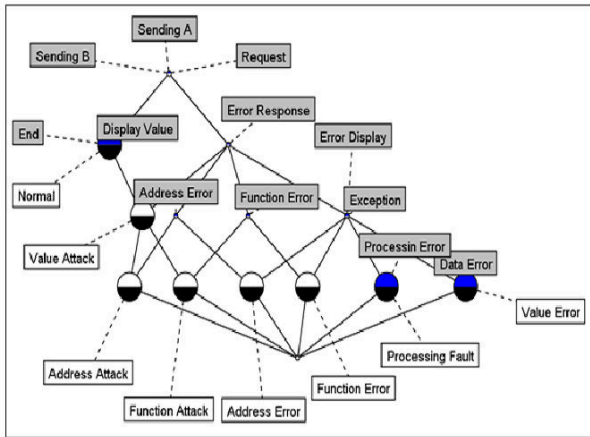 Sending A
Sending B
Request
Error Response
End
Display Value
Error Display
Normal
Address Error
Function Error
Exception
Value Attack
Processin Error
Data Error
Value Error
Address Attack
Processing Fault
Function Attack
Address Error
Function Error